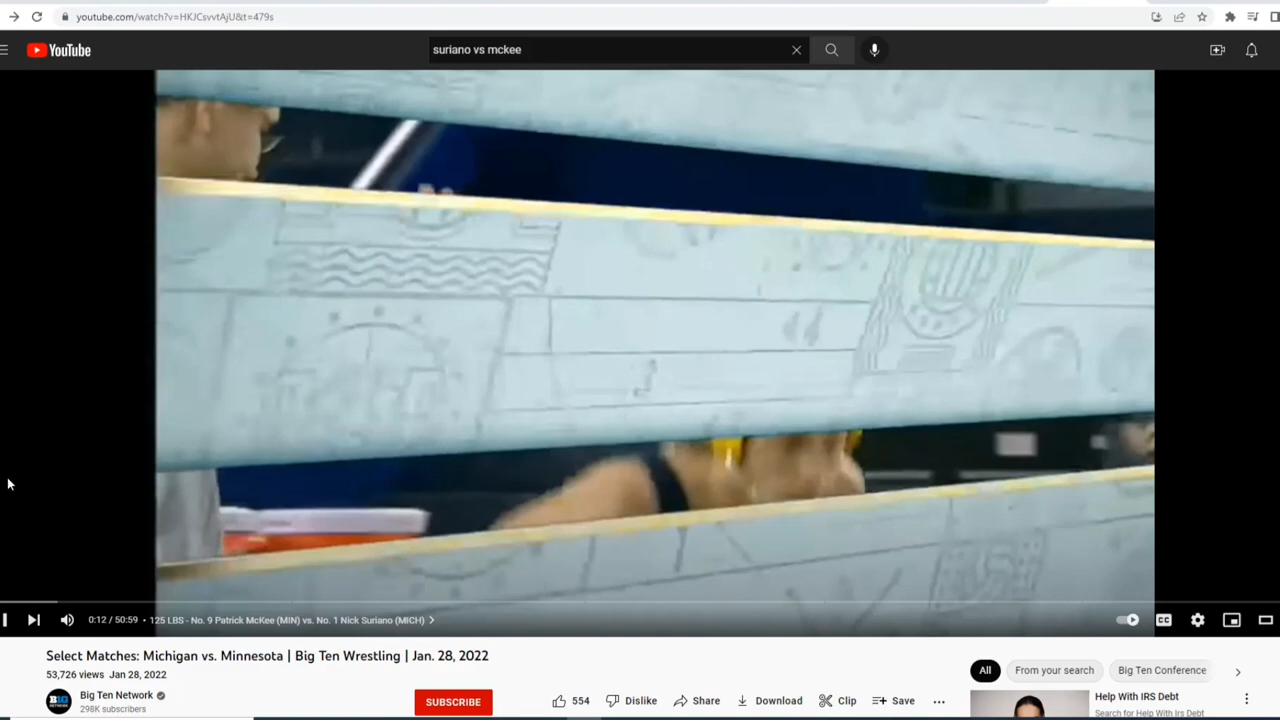 youtube.com/watch?v=HKJCsvvtAjU&t=479s
YouTube
suriano vs mckee
0:12 / 50:59 • 125 LBS - No. 9 Patrick McKee (MIN) vs. No. 1 Nick Suriano (MICH)
CC
Select Matches: Michigan vs. Minnesota | Big Ten Wrestling | Jan. 28, 2022
53,726 views Jan 28, 2022
All
From your search
Big Ten Conference
Big Ten Network
298K subscribers
SUBSCRIBE
554
Dislike
Share
Download
Clip
Save
Help With IRS Debt
Search for Help With IRS Debt